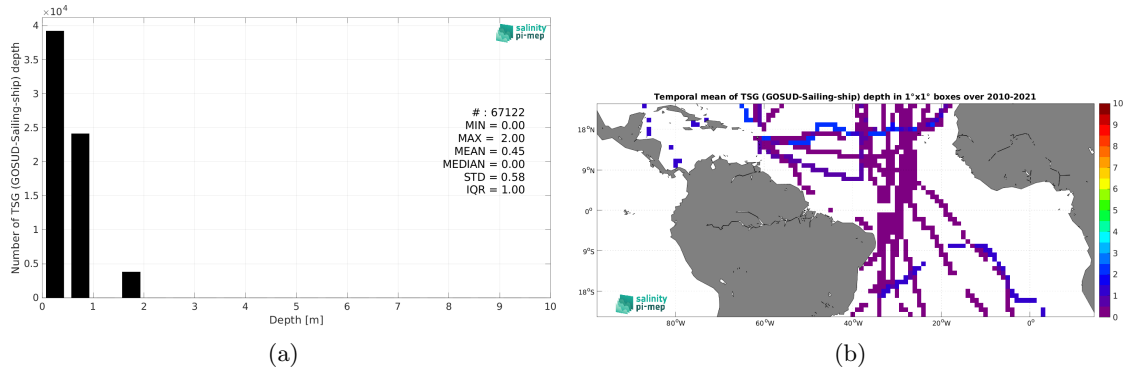 ×10⁴
4
3.5
3
2.5
2
1.5
1
0.5
0
Number of TSG (GOSUD-Sailing-ship) depth
salinity
pi-mep
# : 67122
MIN = 0.00
MAX = 2.00
MEAN = 0.45
MEDIAN = 0.00
STD = 0.58
IQR = 1.00
0 1 2 3 4 5 6 7 8 9 10
Depth [m]
(a)
Temporal mean of TSG (GOSUD-Sailing-ship) depth in 1°x1° boxes over 2010-2021
18°N
9°N
0°
9°S
18°S
salinity
pi-mep
80°W 60°W 40°W 20°W 0°
10
9
8
7
6
5
4
3
2
1
0
(b)